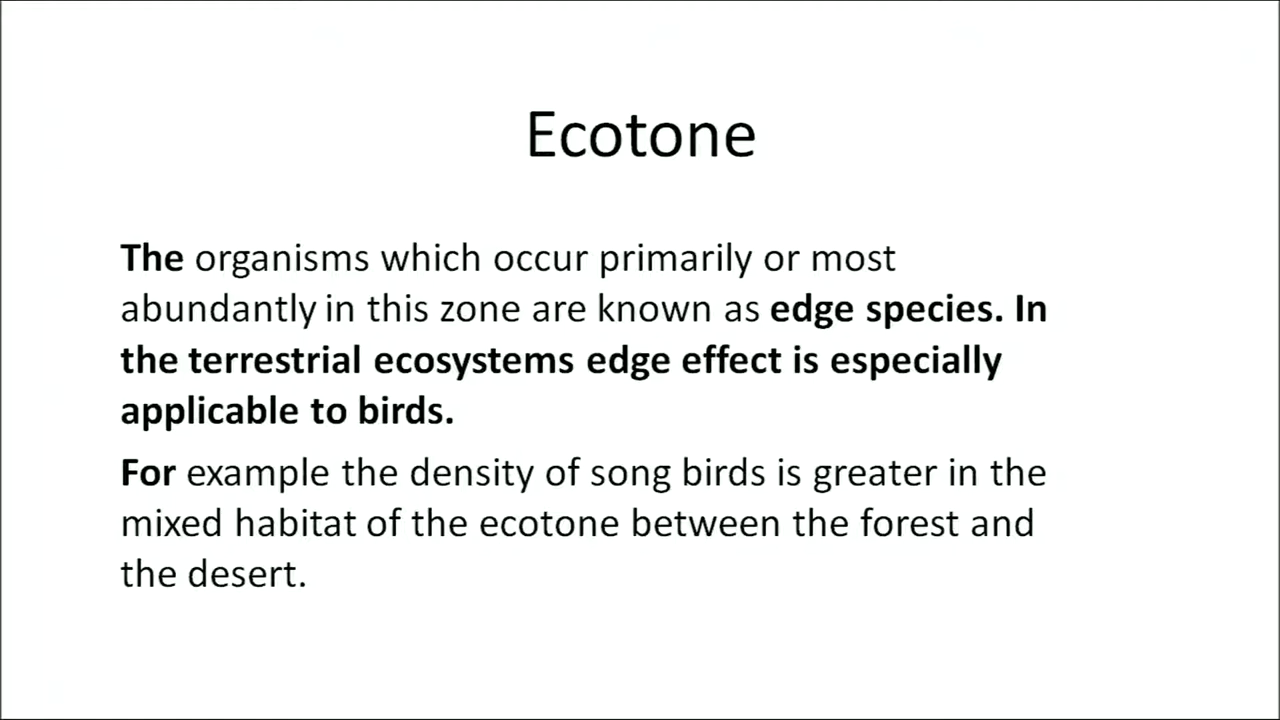 Ecotone
The organisms which occur primarily or most
abundantly in this zone are known as edge species. In
the terrestrial ecosystems edge effect is especially
applicable to birds.
For example the density of song birds is greater in the
mixed habitat of the ecotone between the forest and
the desert.